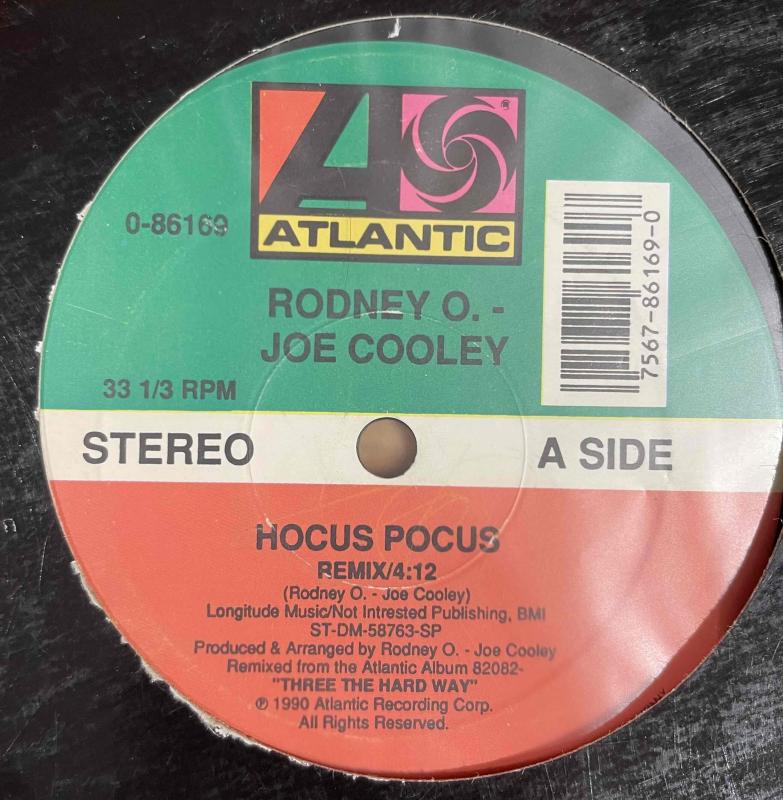 ATLANTIC
0-86169
7567-86169-0
RODNEY O. -
JOE COOLEY
33 1/3 RPM
STEREO
A SIDE
HOCUS POCUS
REMIX/4:12
(Rodney O. - Joe Cooley)
Longitude Music/Not Intrested Publishing, BMI
ST-DM-58763-SP
Produced & Arranged by Rodney O. - Joe Cooley
Remixed from the Atlantic Album 82082-
"THREE THE HARD WAY"
℗ 1990 Atlantic Recording Corp.
All Rights Reserved.